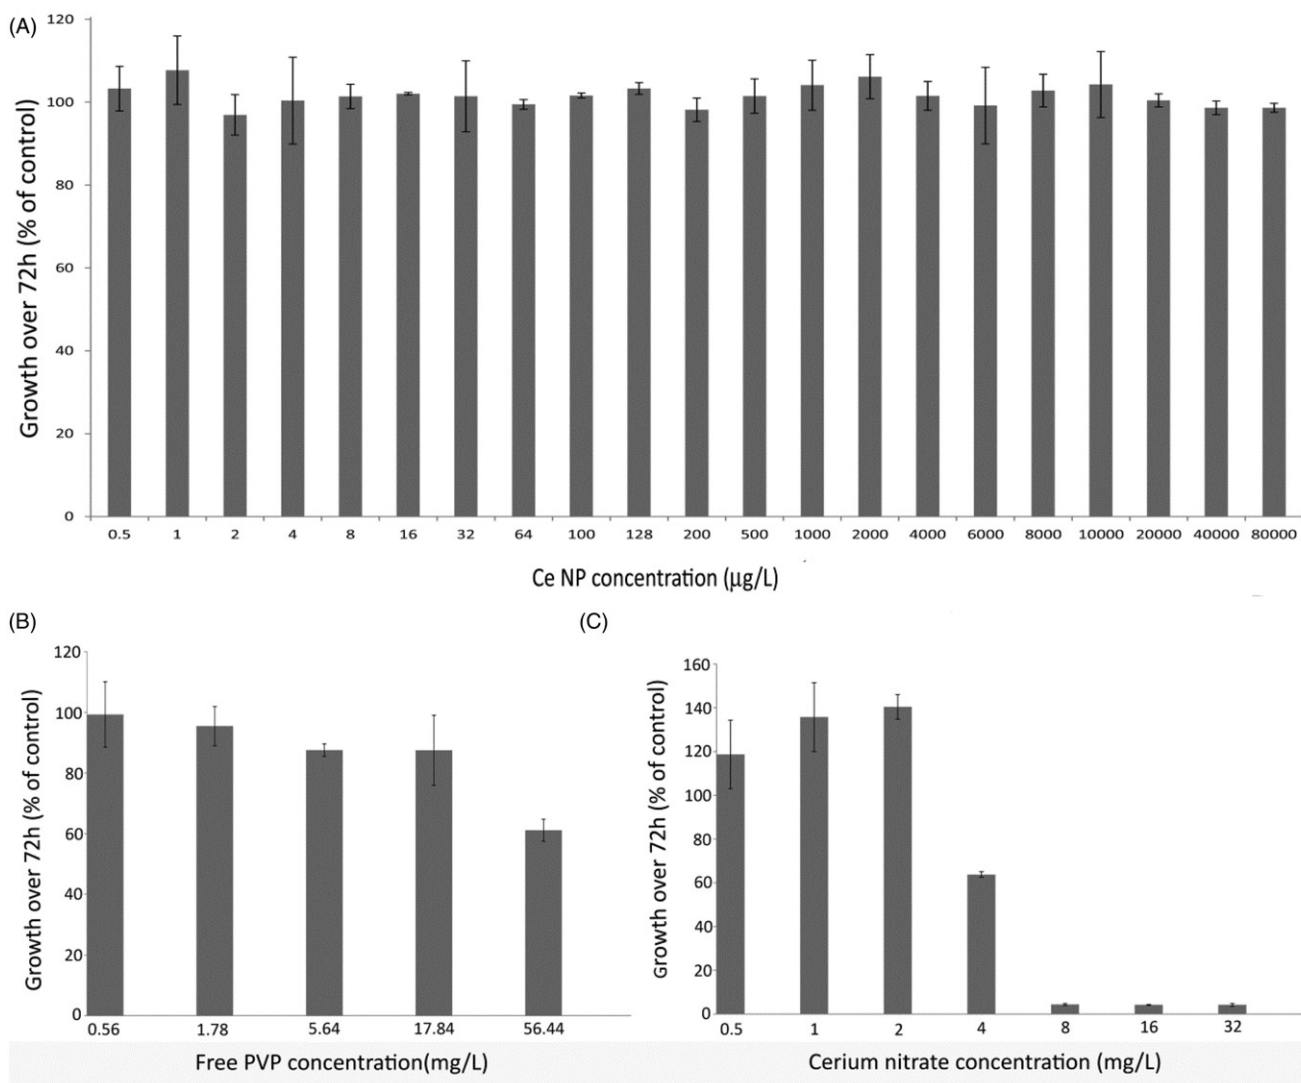 (A)
Growth over 72h (% of control)
120
100
80
60
40
20
0
0.5 1 2 4 8 16 32 64 100 128 200 500 1000 2000 4000 6000 8000 10000 20000 40000 80000
Ce NP concentration (µg/L)
(B)
Growth over 72h (% of control)
120
100
80
60
40
20
0
0.56 1.78 5.64 17.84 56.44
Free PVP concentration(mg/L)
(C)
Growth over 72h (% of control)
160
140
120
100
80
60
40
20
0
0.5 1 2 4 8 16 32
Cerium nitrate concentration (mg/L)